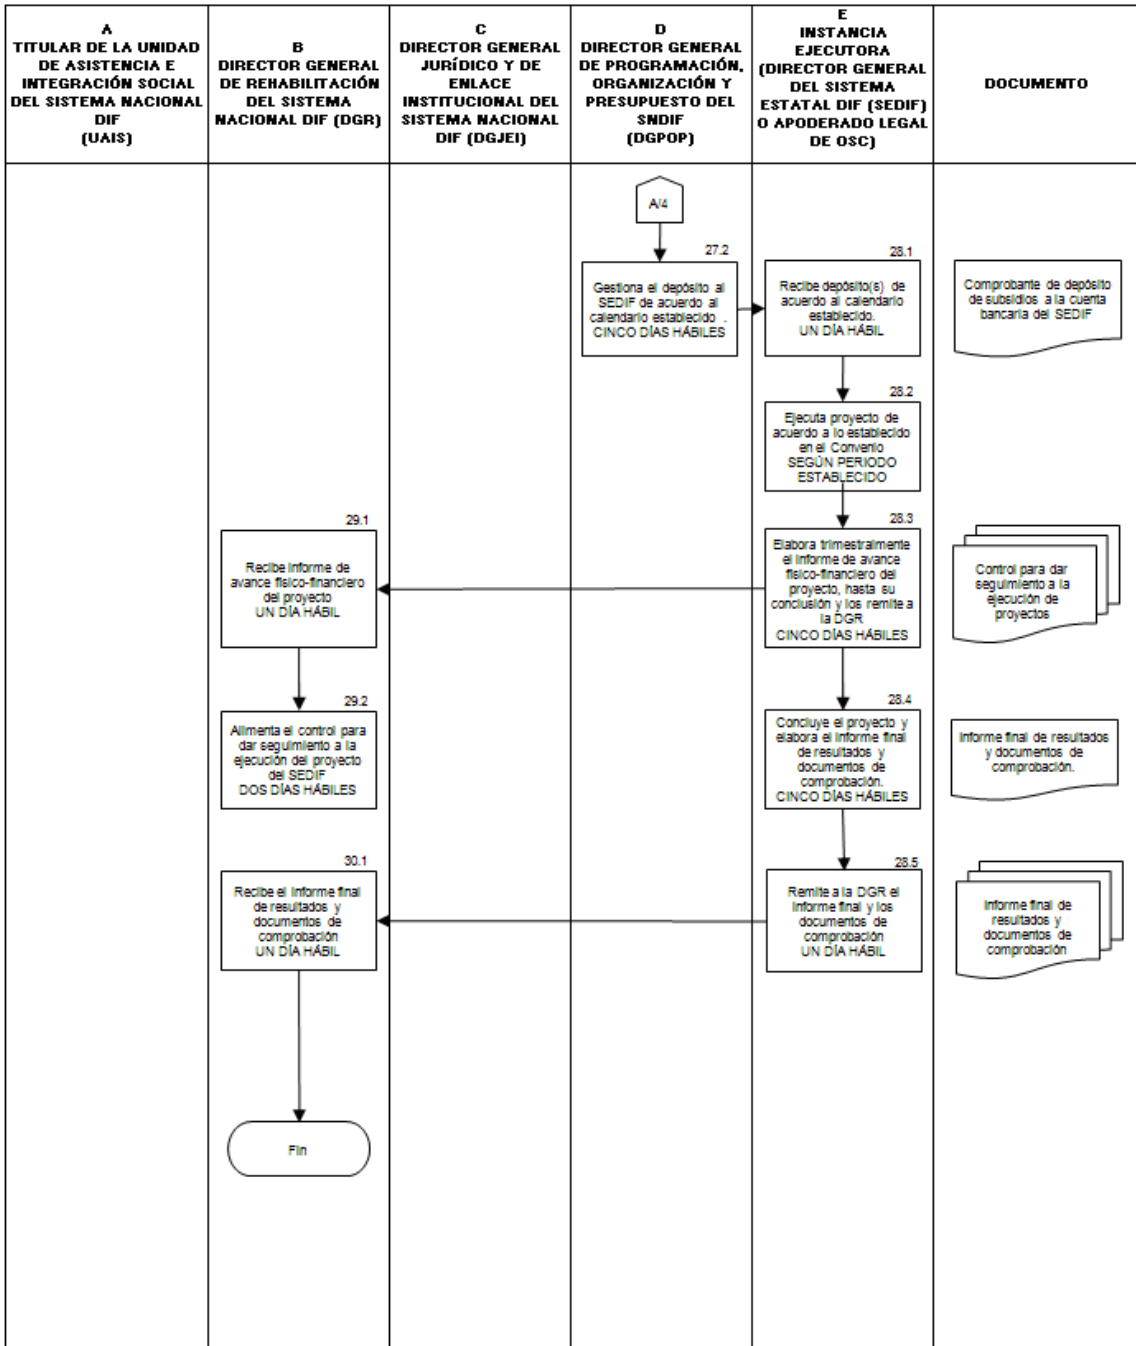 A
TITULAR DE LA UNIDAD
DE ASISTENCIA E
INTEGRACIÓN SOCIAL
DEL SISTEMA NACIONAL
DIF
(UAIS)
B
DIRECTOR GENERAL
DE REHABILITACIÓN
DEL SISTEMA
NACIONAL DIF (DGR)
C
DIRECTOR GENERAL
JURÍDICO Y DE
ENLACE
INSTITUCIONAL DEL
SISTEMA NACIONAL
DIF (DGJEI)
D
DIRECTOR GENERAL
DE PROGRAMACIÓN,
ORGANIZACIÓN Y
PRESUPUESTO DEL
SNDIF
(DGPOP)
E
INSTANCIA
EJECUTORA
(DIRECTOR GENERAL
DEL SISTEMA
ESTATAL DIF (SEDIF)
O APODERADO LEGAL
DE OSC)
DOCUMENTO
A/4
27.2
Gestiona el depósito al
SEDIF de acuerdo al
calendario establecido .
CINCO DÍAS HÁBILES
28.1
Recibe depósito(s) de
acuerdo al calendario
establecido.
UN DÍA HÁBIL
Comprobante de depósito
de subsidios a la cuenta
bancaria del SEDIF
28.2
Ejecuta proyecto de
acuerdo a lo establecido
en el Convenio
SEGÚN PERIODO
ESTABLECIDO
29.1
Recibe informe de
avance físico-financiero
del proyecto
UN DÍA HÁBIL
28.3
Elabora trimestralmente
el informe de avance
físico-financiero del
proyecto, hasta su
conclusión y los remite a
la DGR
CINCO DÍAS HÁBILES
Control para dar
seguimiento a la
ejecución de
proyectos
29.2
Alimenta el control para
dar seguimiento a la
ejecución del proyecto
del SEDIF
DOS DÍAS HÁBILES
28.4
Concluye el proyecto y
elabora el informe final
de resultados y
documentos de
comprobación.
CINCO DÍAS HÁBILES
Informe final de resultados
y documentos de
comprobación.
30.1
Recibe el informe final
de resultados y
documentos de
comprobación
UN DÍA HÁBIL
28.5
Remite a la DGR el
informe final y los
documentos de
comprobación
UN DÍA HÁBIL
Informe final de
resultados y
documentos de
comprobación
Fin